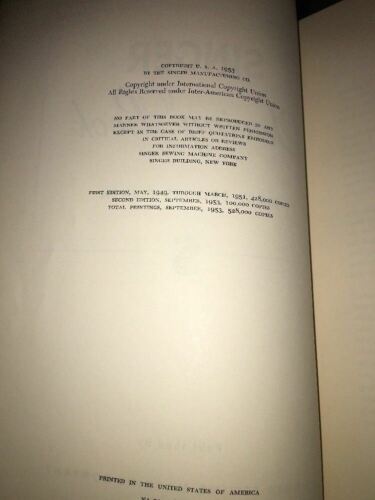 COPYRIGHT U. S. A. 1953
BY THE SINGER MANUFACTURING CO.
Copyright under International Copyright Union
All Rights Reserved under Inter-American Copyright Union
NO PART OF THIS BOOK MAY BE REPRODUCED IN ANY
MANNER WHATSOEVER WITHOUT WRITTEN PERMISSION
EXCEPT IN THE CASE OF BRIEF QUOTATIONS EMBODIED
IN CRITICAL ARTICLES OR REVIEWS
FOR INFORMATION ADDRESS
SINGER SEWING MACHINE COMPANY
SINGER BUILDING, NEW YORK
FIRST EDITION, MAY, 1949, THROUGH MARCH, 1951, 428,000 COPIES
SECOND EDITION, SEPTEMBER, 1953, 100,000 COPIES
TOTAL PRINTINGS, SEPTEMBER, 1953, 528,000 COPIES
PRINTED IN THE UNITED STATES OF AMERICA